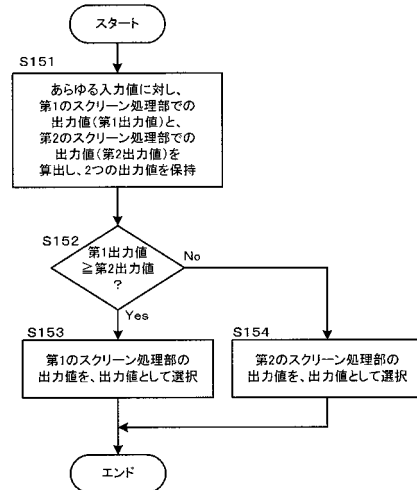 スタート
S151
あらゆる入力値に対し、
第1のスクリーン処理部での
出力値(第1出力値)と、
第2のスクリーン処理部での
出力値(第2出力値)を
算出し、2つの出力値を保持
S152
第1出力値
≧第2出力値
?
No
Yes
S153
第1のスクリーン処理部の
出力値を、出力値として選択
S154
第2のスクリーン処理部の
出力値を、出力値として選択
エンド